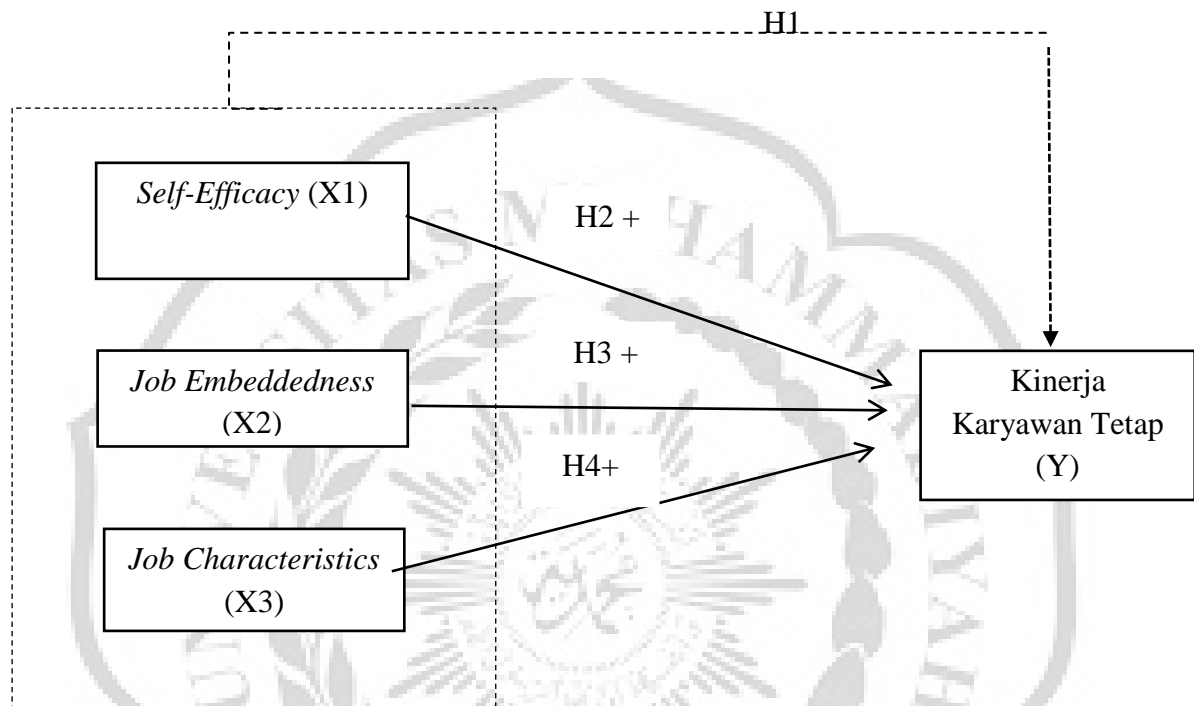 H1
Self-Efficacy (X1)
H2 +
Job Embeddedness
(X2)
H3 +
Kinerja
Karyawan Tetap
(Y)
H4+
Job Characteristics
(X3)